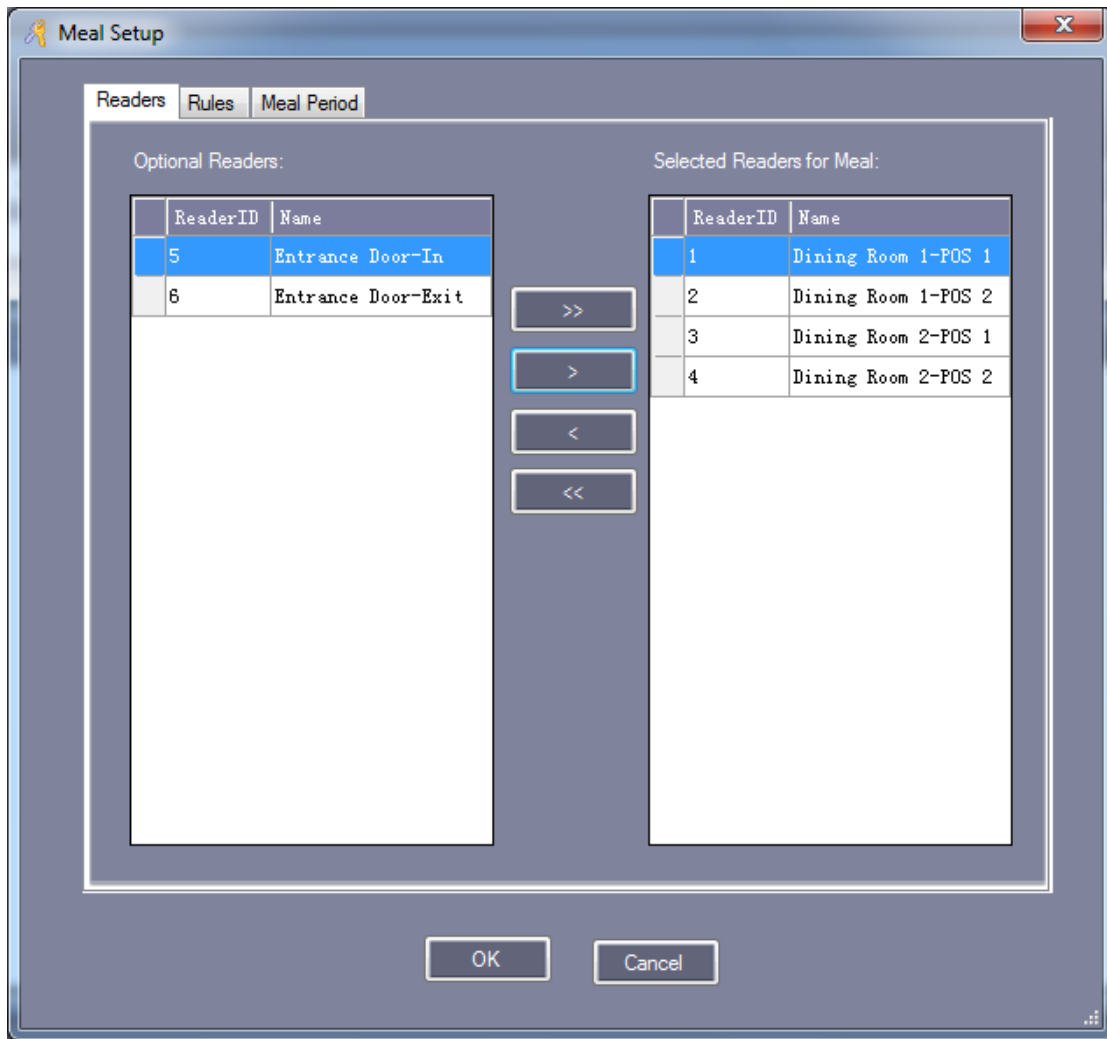 Meal Setup
Readers Rules Meal Period
Optional Readers: Selected Readers for Meal:
ReaderID Name ReaderID Name
5 Entrance Door-In 1 Dining Room 1-POS 1
6 Entrance Door-Exit 2 Dining Room 1-POS 2
>>
3 Dining Room 2-POS 1
> 4 Dining Room 2-POS 2
<
<<
OK Cancel